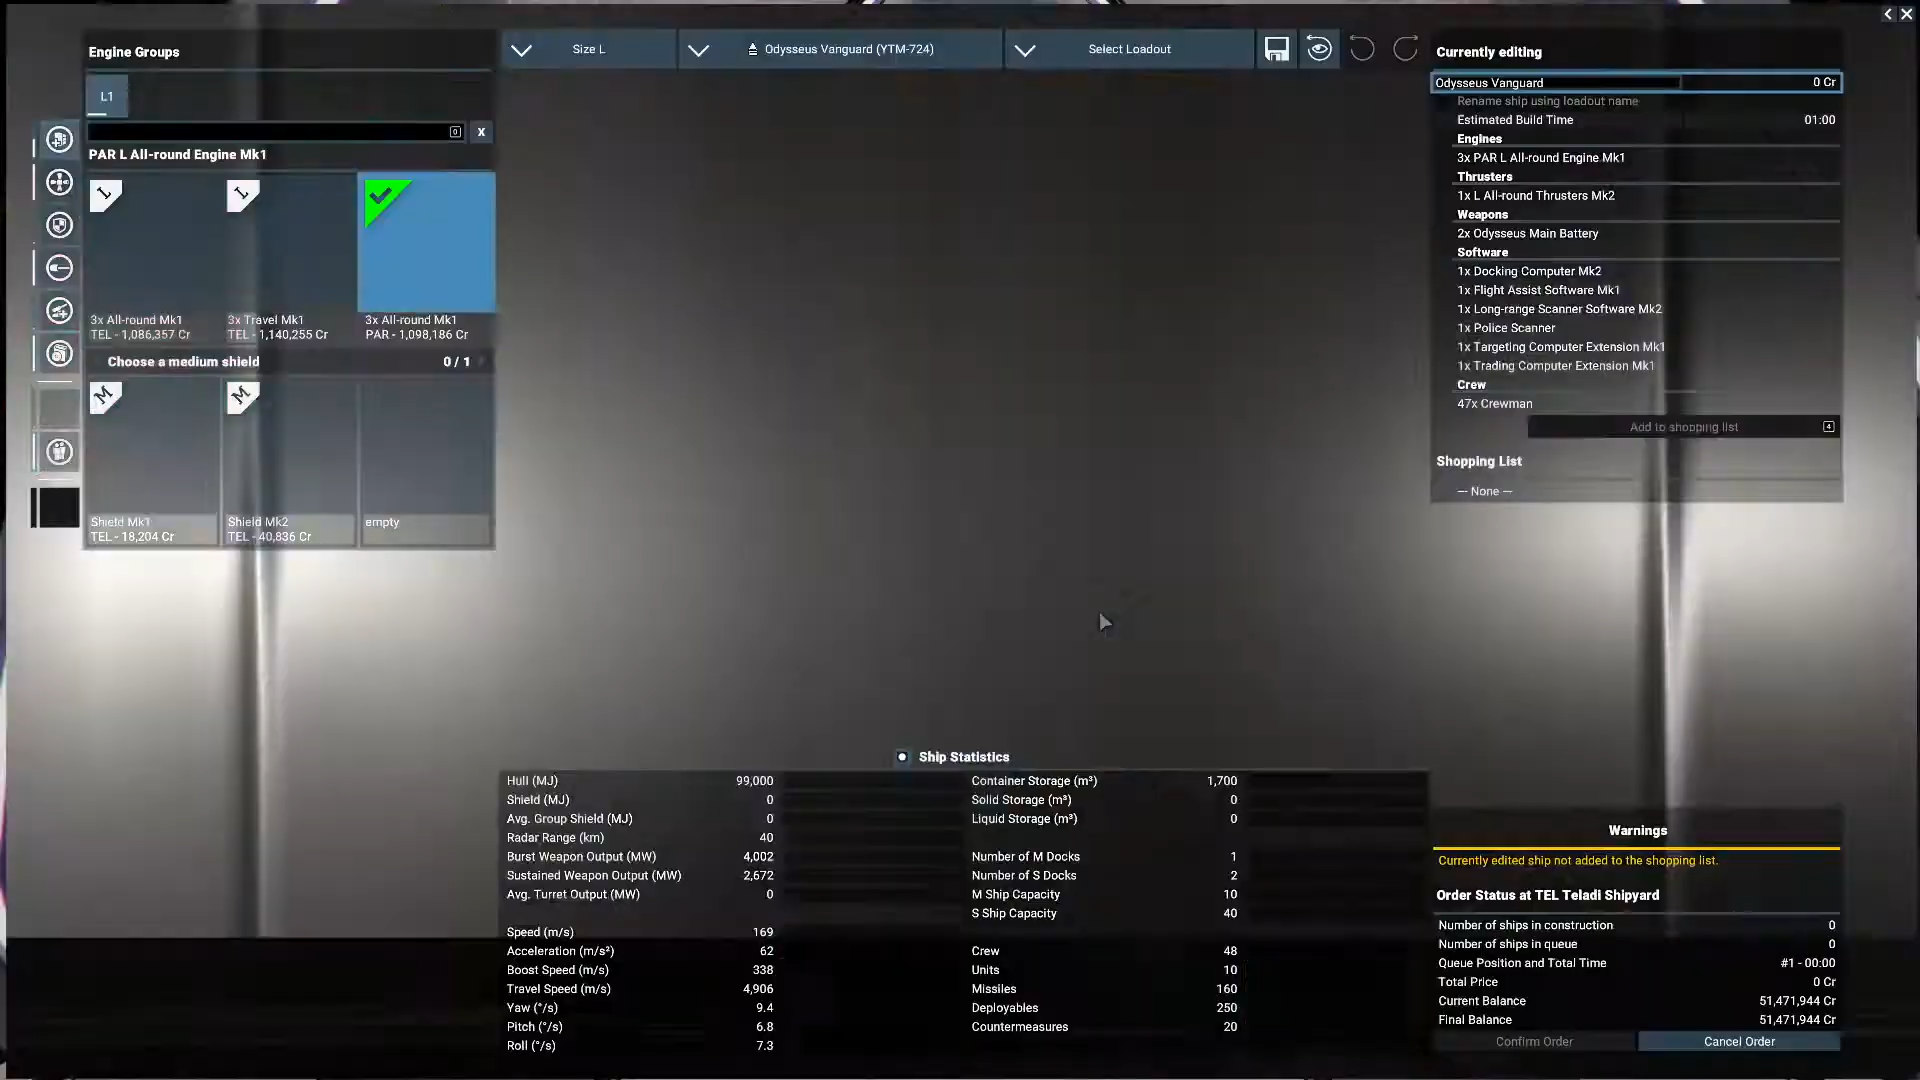 Engine Groups
L1
0
X
PAR L All-round Engine Mk1
L
L
3x All-round Mk1
TEL - 1,086,357 Cr
3x Travel Mk1
TEL - 1,140,255 Cr
3x All-round Mk1
PAR - 1,098,186 Cr
Choose a medium shield 0 / 1
M
M
Shield Mk1
TEL - 18,204 Cr
Shield Mk2
TEL - 40,836 Cr
empty
Size L
Odysseus Vanguard (YTM-724)
Select Loadout
Ship Statistics
Hull (MJ) 99,000
Shield (MJ) 0
Avg. Group Shield (MJ) 0
Radar Range (km) 40
Burst Weapon Output (MW) 4,002
Sustained Weapon Output (MW) 2,672
Avg. Turret Output (MW) 0
Speed (m/s) 169
Acceleration (m/s²) 62
Boost Speed (m/s) 338
Travel Speed (m/s) 4,906
Yaw (°/s) 9.4
Pitch (°/s) 6.8
Roll (°/s) 7.3
Container Storage (m³) 1,700
Solid Storage (m³) 0
Liquid Storage (m³) 0
Number of M Docks 1
Number of S Docks 2
M Ship Capacity 10
S Ship Capacity 40
Crew 48
Units 10
Missiles 160
Deployables 250
Countermeasures 20
Currently editing
Odysseus Vanguard 0 Cr
Rename ship using loadout name
Estimated Build Time 01:00
Engines
3x PAR L All-round Engine Mk1
Thrusters
1x L All-round Thrusters Mk2
Weapons
2x Odysseus Main Battery
Software
1x Docking Computer Mk2
1x Flight Assist Software Mk1
1x Long-range Scanner Software Mk2
1x Police Scanner
1x Targeting Computer Extension Mk1
1x Trading Computer Extension Mk1
Crew
47x Crewman
Add to shopping list 4
Shopping List
— None —
Warnings
Currently edited ship not added to the shopping list.
Order Status at TEL Teladi Shipyard
Number of ships in construction 0
Number of ships in queue 0
Queue Position and Total Time #1 - 00:00
Total Price 0 Cr
Current Balance 51,471,944 Cr
Final Balance 51,471,944 Cr
Confirm Order
Cancel Order